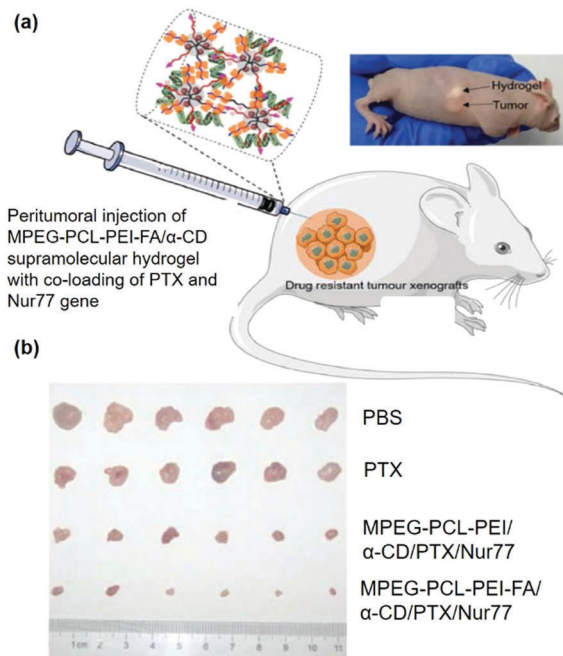 (a)
Hydrogel
Tumor
Peritumoral injection of
MPEG-PCL-PEI-FA/α-CD
supramolecular hydrogel
with co-loading of PTX and
Nur77 gene
Drug resistant tumour xenografts
(b)
PBS
PTX
MPEG-PCL-PEI/
α-CD/PTX/Nur77
MPEG-PCL-PEI-FA/
α-CD/PTX/Nur77
1cm 2 3 4 5 6 7 8 9 10 11